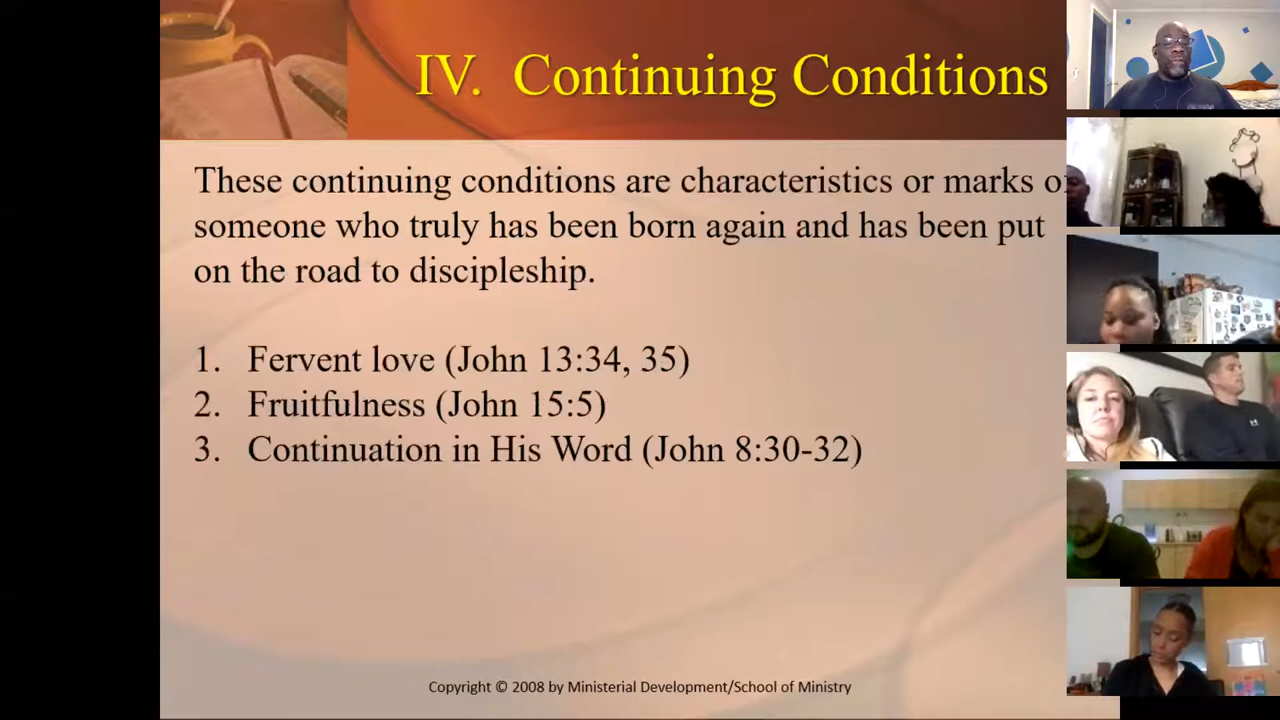 IV. Continuing Conditions
These continuing conditions are characteristics or marks of
someone who truly has been born again and has been put
on the road to discipleship.
1. Fervent love (John 13:34, 35)
2. Fruitfulness (John 15:5)
3. Continuation in His Word (John 8:30-32)
Copyright © 2008 by Ministerial Development/School of Ministry